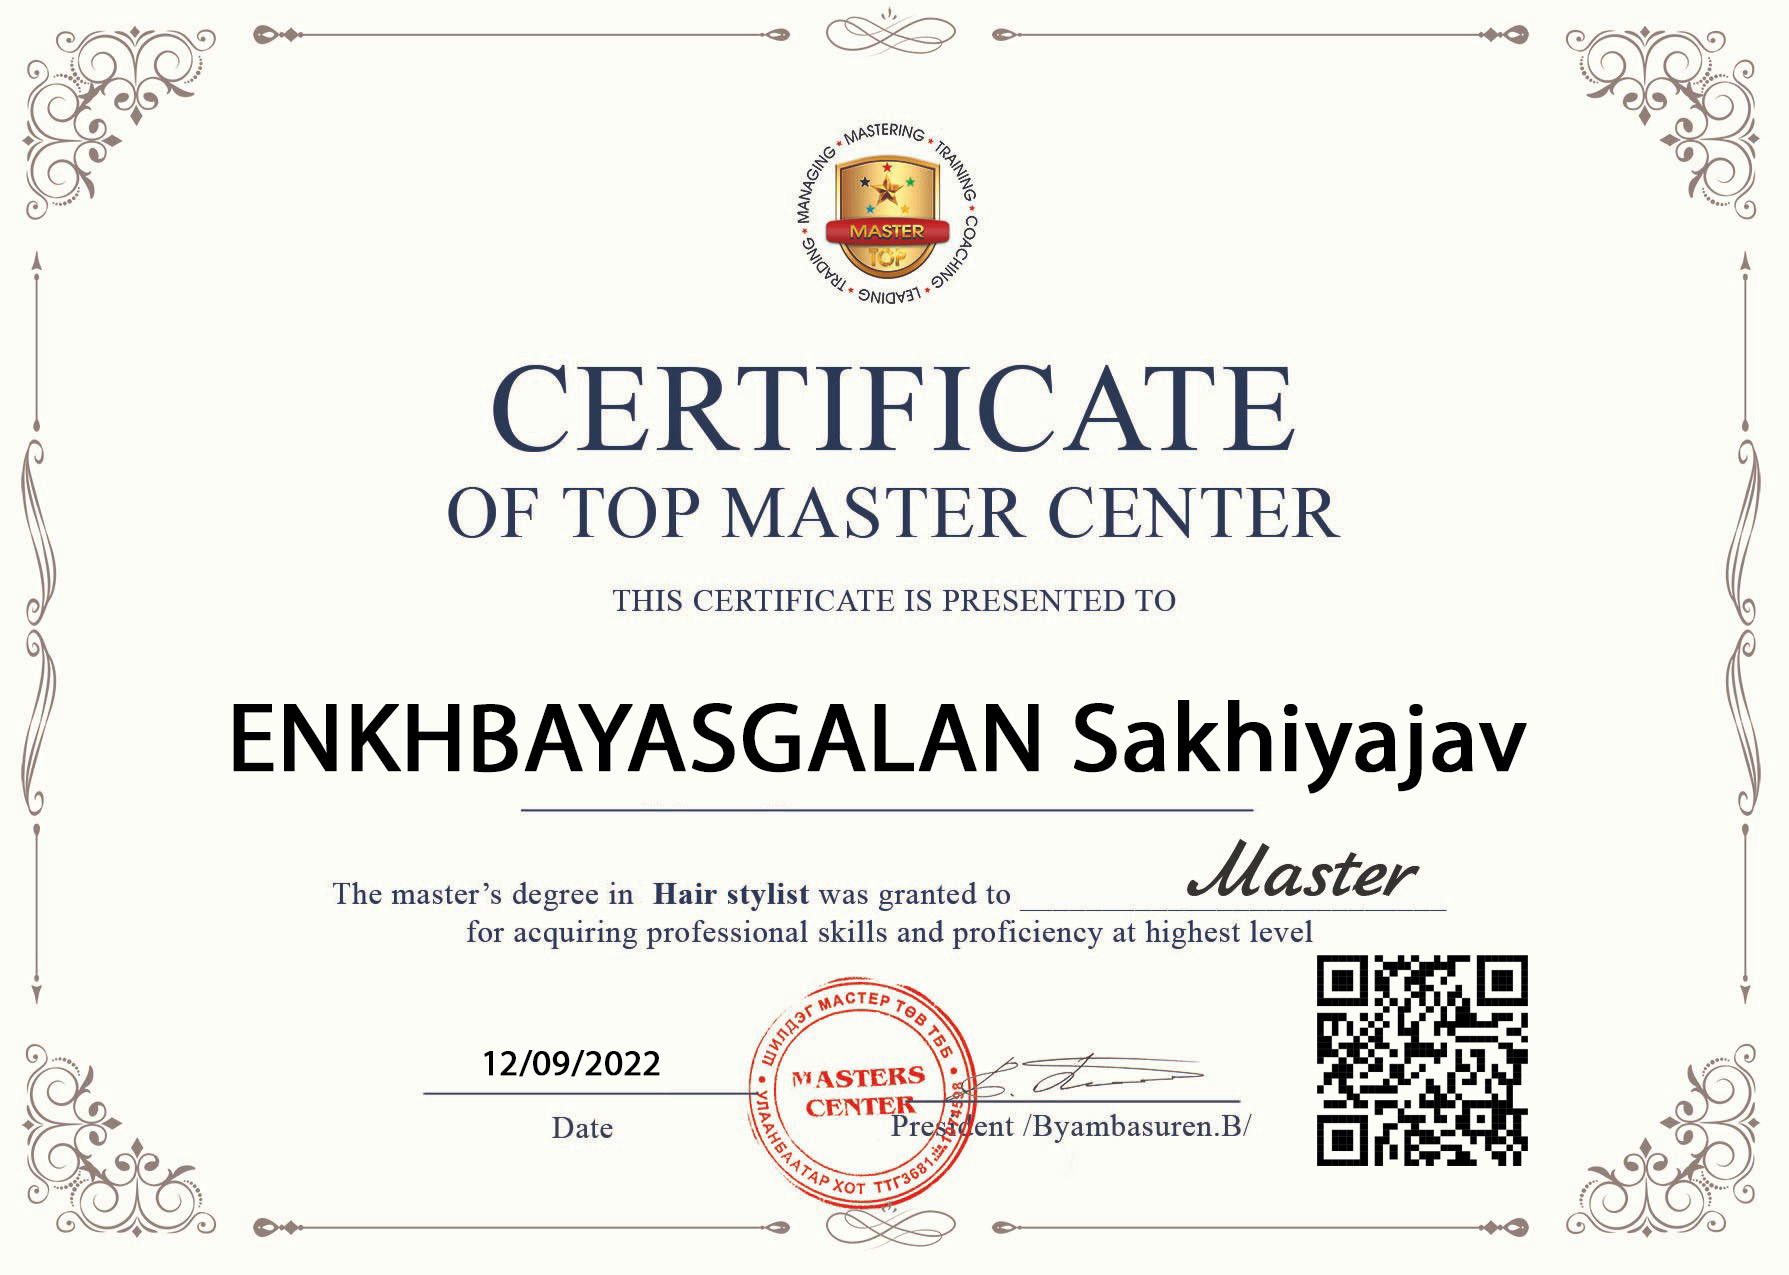 MANAGING * MASTERING * TRAINING * COACHING * LEADING * TRADING *
MASTER
TOP
CERTIFICATE
OF TOP MASTER CENTER
THIS CERTIFICATE IS PRESENTED TO
ENKHBAYASGALAN Sakhiyajav
Master
The master’s degree in Hair stylist was granted to
for acquiring professional skills and proficiency at highest level
12/09/2022
Date
ШИЛДЭГ МАСТЕР ТӨВ ТББ
MASTERS
CENTER
УЛААНБААТАР ХОТ ТТГ3681
President /Byambasuren.B/